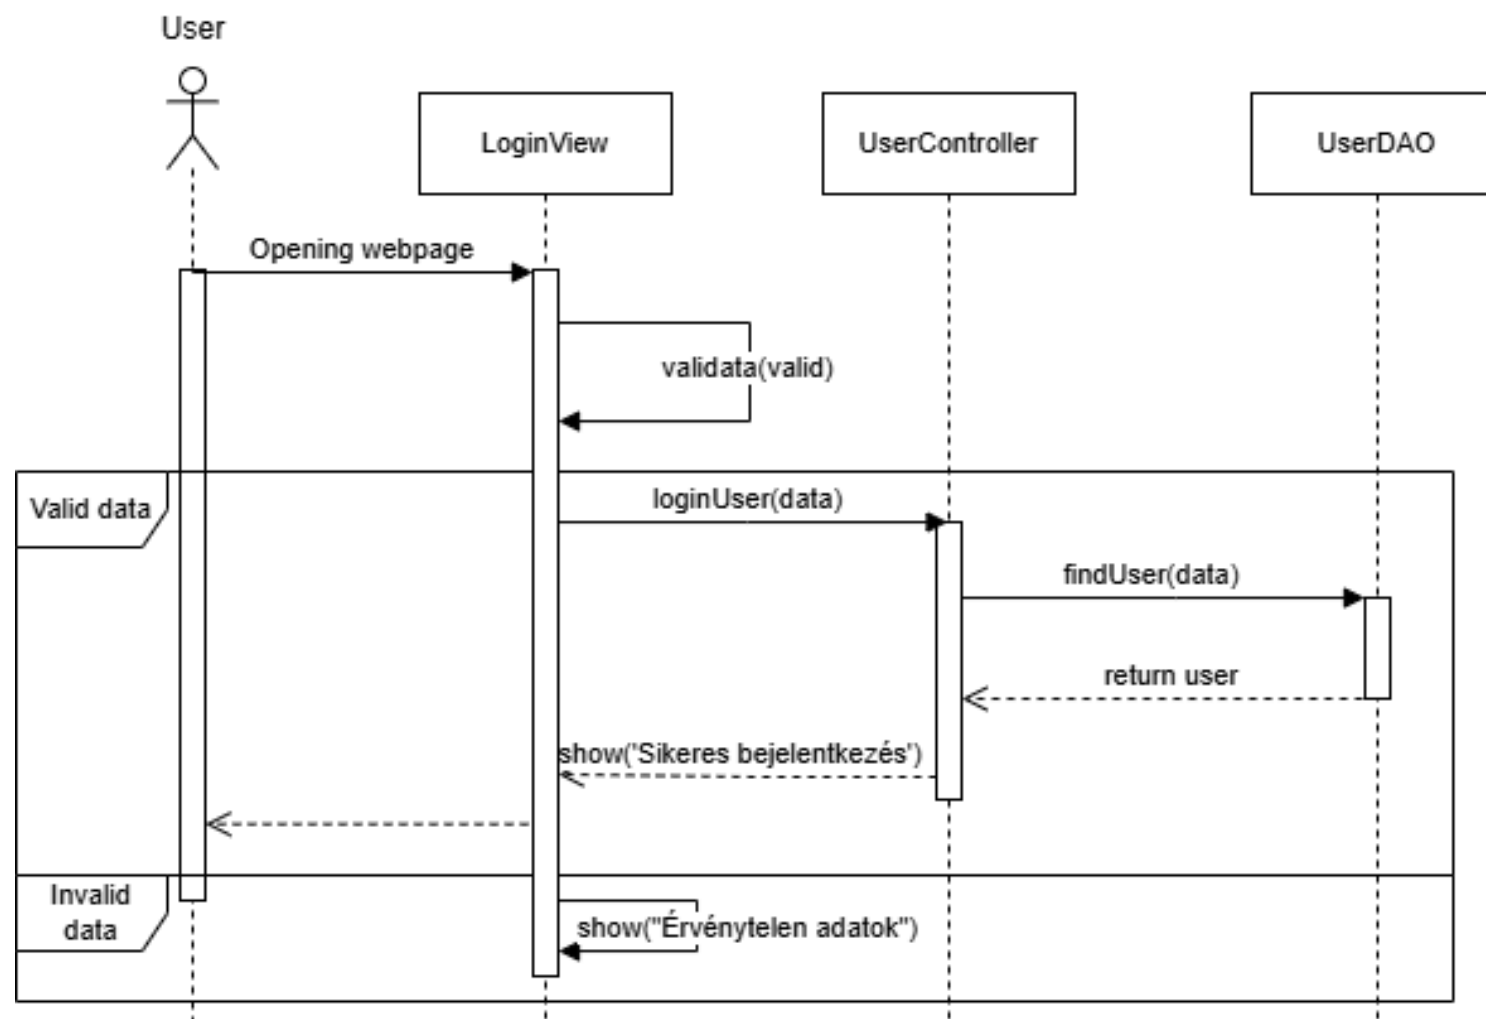 User
LoginView
UserController
UserDAO
Opening webpage
validata(valid)
Valid data
loginUser(data)
findUser(data)
return user
show('Sikeres bejelentkezés')
Invalid
data
show("Érvénytelen adatok")